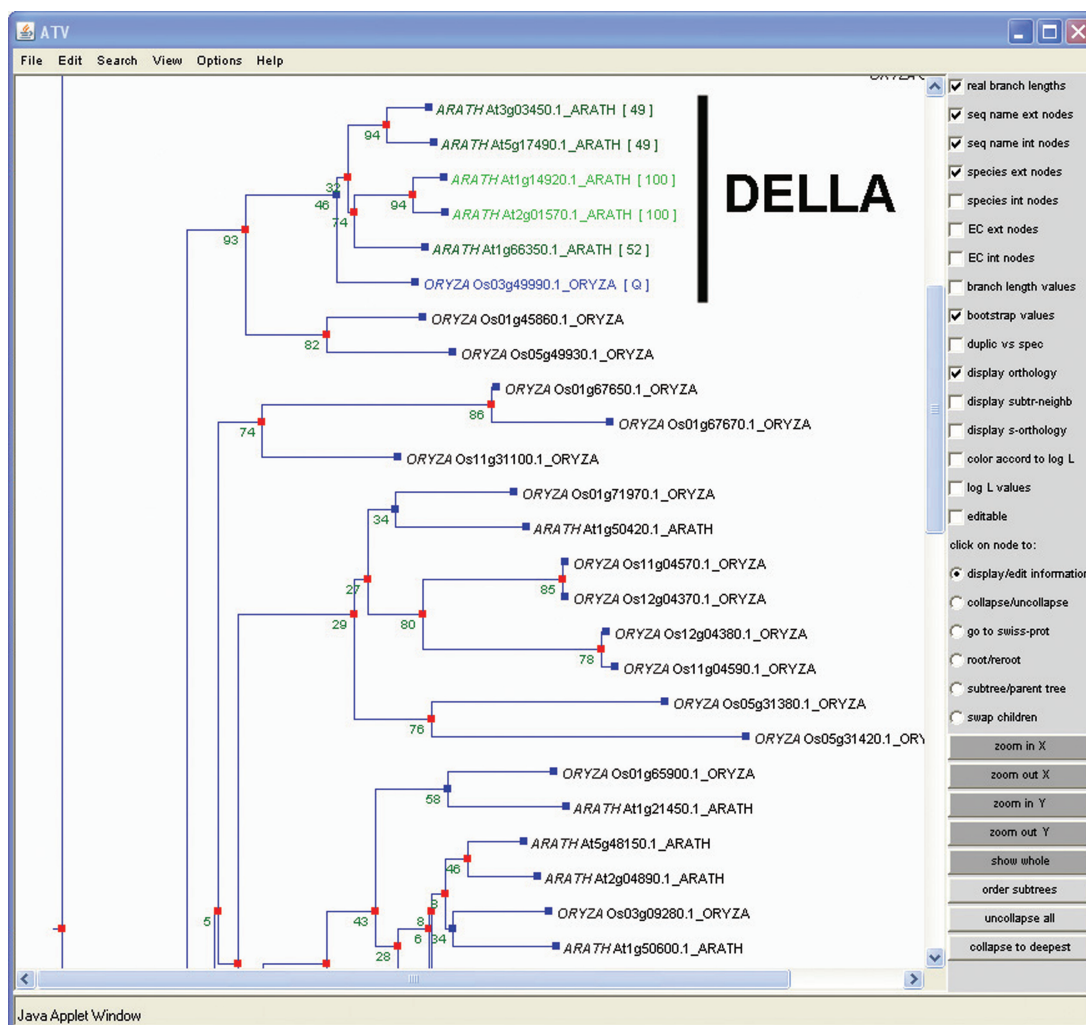 ATV
File Edit Search View Options Help
ARATH At3g03450.1_ARATH [ 49 ]
94
ARATH At5g17490.1_ARATH [ 49 ]
32
ARATH At1g14920.1_ARATH [ 100 ]
46
94
74
ARATH At2g01570.1_ARATH [ 100 ]
DELLA
93
ARATH At1g66350.1_ARATH [ 52 ]
ORYZA Os03g49990.1_ORYZA [ Q ]
ORYZA Os01g45860.1_ORYZA
82
ORYZA Os05g49930.1_ORYZA
ORYZA Os01g67650.1_ORYZA
86
ORYZA Os01g67670.1_ORYZA
74
ORYZA Os11g31100.1_ORYZA
ORYZA Os01g71970.1_ORYZA
34
ARATH At1g50420.1_ARATH
ORYZA Os11g04570.1_ORYZA
27
85
ORYZA Os12g04370.1_ORYZA
29
80
ORYZA Os12g04380.1_ORYZA
78
ORYZA Os11g04590.1_ORYZA
ORYZA Os05g31380.1_ORYZA
76
ORYZA Os05g31420.1_ORY
ORYZA Os01g65900.1_ORYZA
58
ARATH At1g21450.1_ARATH
ARATH At5g48150.1_ARATH
46
ARATH At2g04890.1_ARATH
8
ORYZA Os03g09280.1_ORYZA
5
43
8
6
34
ARATH At1g50600.1_ARATH
28
real branch lengths
seq name ext nodes
seq name int nodes
species ext nodes
species int nodes
EC ext nodes
EC int nodes
branch length values
bootstrap values
duplic vs spec
display orthology
display subtr-neighb
display s-orthology
color accord to log L
log L values
editable
click on node to:
display/edit information
collapse/uncollapse
go to swiss-prot
root/reroot
subtree/parent tree
swap children
zoom in X
zoom out X
zoom in Y
zoom out Y
show whole
order subtrees
uncollapse all
collapse to deepest
Java Applet Window